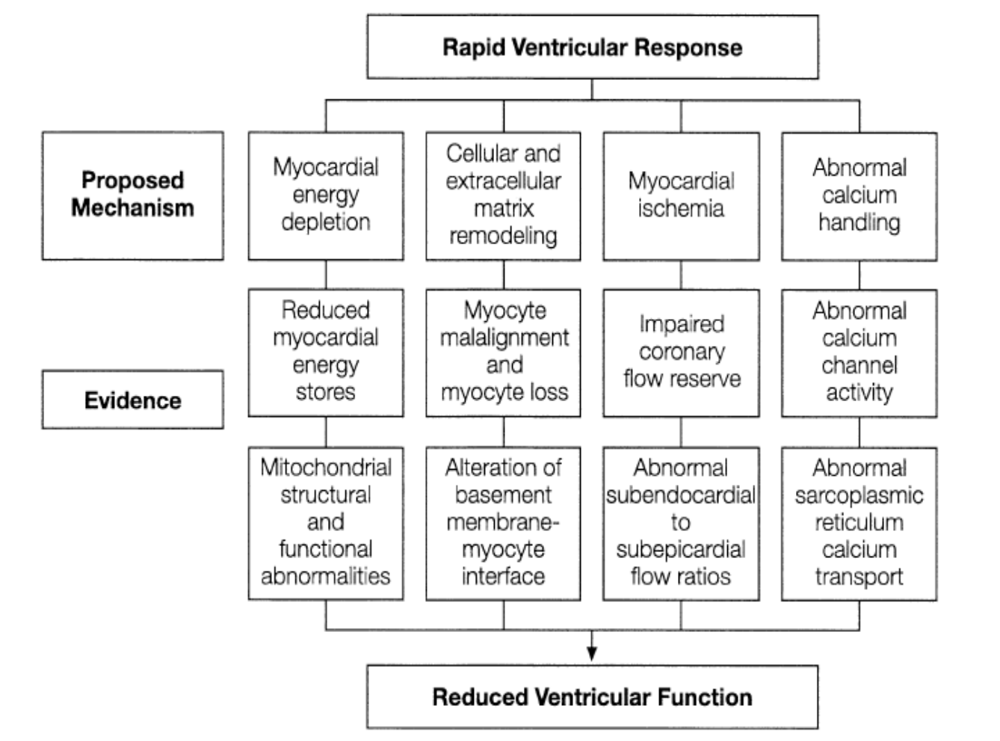 Rapid Ventricular Response
Proposed
Mechanism
Myocardial
energy
depletion
Cellular and
extracellular
matrix
remodeling
Myocardial
ischemia
Abnormal
calcium
handling
Evidence
Reduced
myocardial
energy
stores
Myocyte
malalignment
and
myocyte loss
Impaired
coronary
flow reserve
Abnormal
calcium
channel
activity
Mitochondrial
structural
and
functional
abnormalities
Alteration of
basement
membrane-
myocyte
interface
Abnormal
subendocardial
to
subepicardial
flow ratios
Abnormal
sarcoplasmic
reticulum
calcium
transport
Reduced Ventricular Function